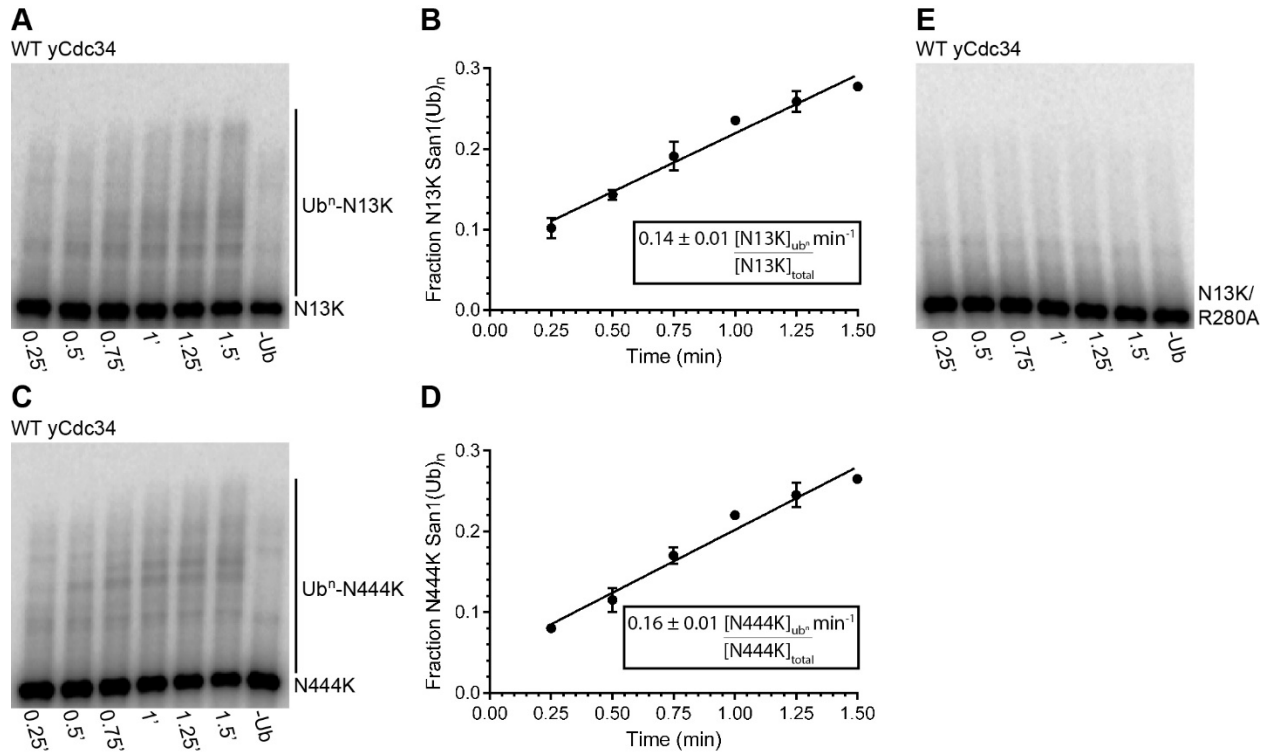 A
WT yCdc34
Ubⁿ-N13K
N13K
0.25'
0.5'
0.75'
1'
1.25'
1.5'
-Ub
B
Fraction N13K San1(Ub)ₙ
0.3
0.2
0.1
0.0
0.14 ± 0.01 [N13K]ubⁿ min⁻¹
[N13K]total
0.00 0.25 0.50 0.75 1.00 1.25 1.50
Time (min)
E
WT yCdc34
N13K/
R280A
0.25'
0.5'
0.75'
1'
1.25'
1.5'
-Ub
C
WT yCdc34
Ubⁿ-N444K
N444K
0.25'
0.5'
0.75'
1'
1.25'
1.5'
-Ub
D
Fraction N444K San1(Ub)ₙ
0.3
0.2
0.1
0.0
0.16 ± 0.01 [N444K]ubⁿ min⁻¹
[N444K]total
0.00 0.25 0.50 0.75 1.00 1.25 1.50
Time (min)